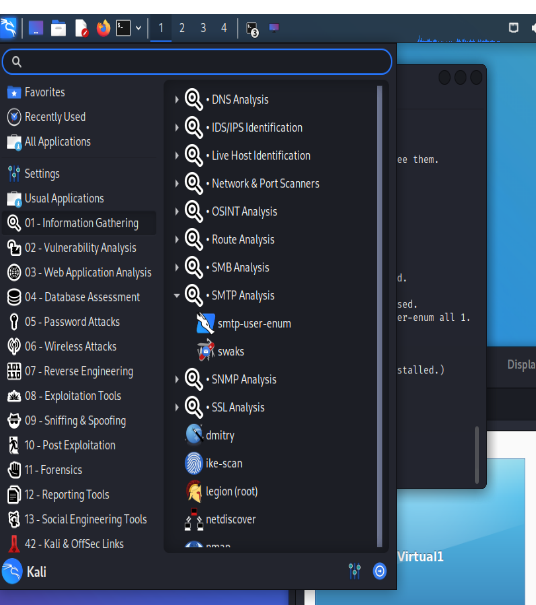 1 2 3 4
3
Favorites
Recently Used
All Applications
Settings
Usual Applications
01 - Information Gathering
02 - Vulnerability Analysis
03 - Web Application Analysis
04 - Database Assessment
05 - Password Attacks
06 - Wireless Attacks
07 - Reverse Engineering
08 - Exploitation Tools
09 - Sniffing & Spoofing
10 - Post Exploitation
11 - Forensics
12 - Reporting Tools
13 - Social Engineering Tools
42 - Kali & OffSec Links
Kali
• DNS Analysis
• IDS/IPS Identification
• Live Host Identification
• Network & Port Scanners
• OSINT Analysis
• Route Analysis
• SMB Analysis
• SMTP Analysis
smtp-user-enum
swaks
• SNMP Analysis
• SSL Analysis
dmitry
ike-scan
legion (root)
netdiscover
nmap
ee them.
d.
sed.
er-enum all 1.
stalled.)
Displa
Virtual1